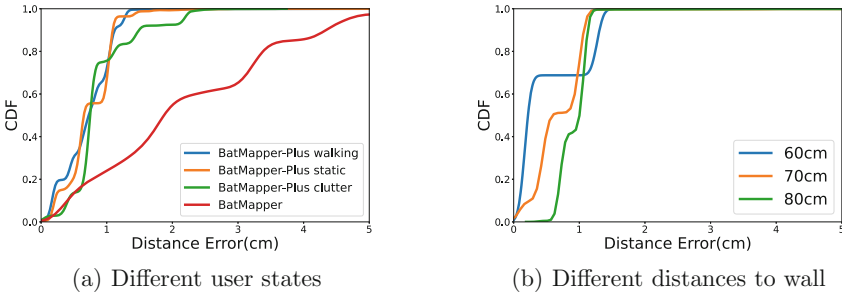 1.0
0.8
0.6
0.4
0.2
0.0
CDF
0 1 2 3 4 5
Distance Error(cm)
BatMapper-Plus walking
BatMapper-Plus static
BatMapper-Plus clutter
BatMapper
(a) Different user states
1.0
0.8
0.6
0.4
0.2
0.0
CDF
0 1 2 3 4 5
Distance Error(cm)
60cm
70cm
80cm
(b) Different distances to wall